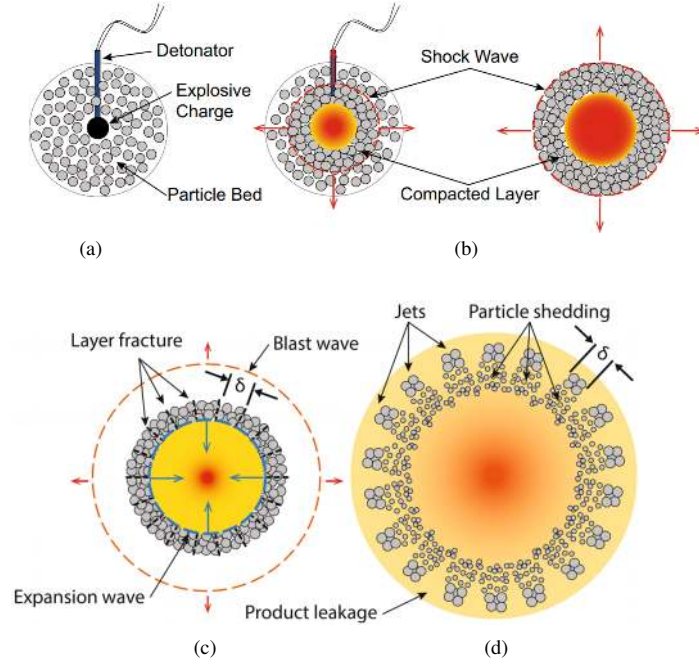 Detonator
Explosive
Charge
Particle Bed
(a)
Shock Wave
Compacted Layer
(b)
Layer fracture
Blast wave
δ
Expansion wave
(c)
Jets
Particle shedding
δ
Product leakage
(d)